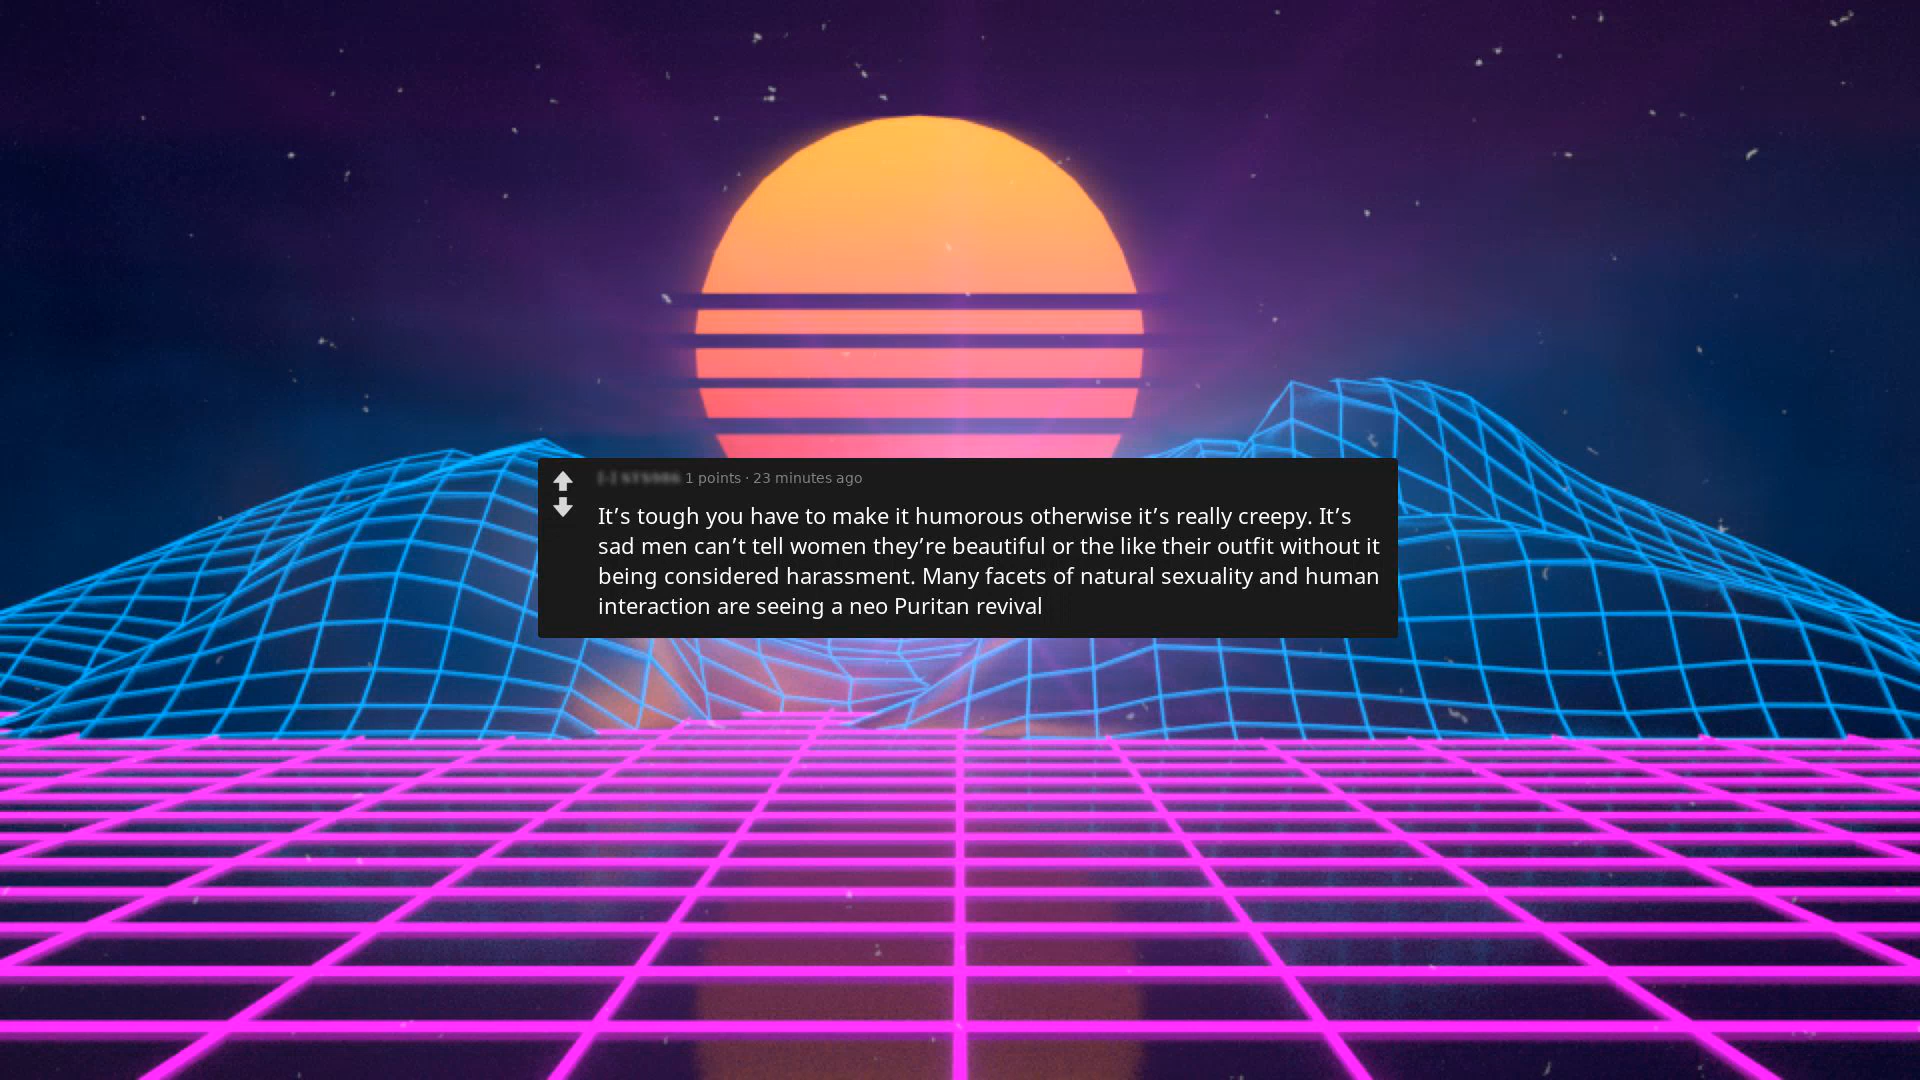 1 points · 23 minutes ago
It’s tough you have to make it humorous otherwise it’s really creepy. It’s
sad men can’t tell women they’re beautiful or the like their outfit without it
being considered harassment. Many facets of natural sexuality and human
interaction are seeing a neo Puritan revival